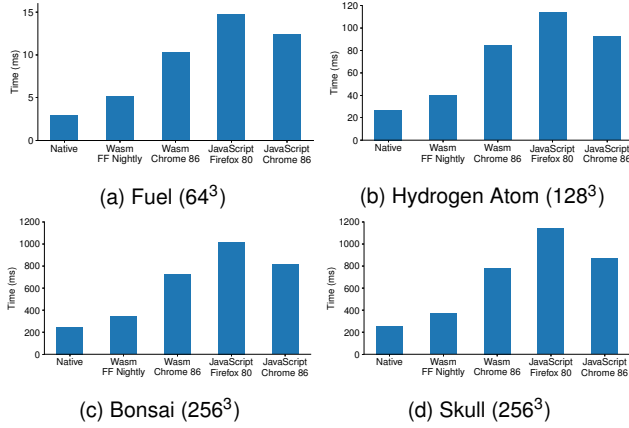 15
10
5
0
Time (ms)
Native
Wasm
FF Nightly
Wasm
Chrome 86
JavaScript
Firefox 80
JavaScript
Chrome 86
(a) Fuel (64³)
120
100
80
60
40
20
0
Time (ms)
Native
Wasm
FF Nightly
Wasm
Chrome 86
JavaScript
Firefox 80
JavaScript
Chrome 86
(b) Hydrogen Atom (128³)
1200
1000
800
600
400
200
0
Time (ms)
Native
Wasm
FF Nightly
Wasm
Chrome 86
JavaScript
Firefox 80
JavaScript
Chrome 86
(c) Bonsai (256³)
1200
1000
800
600
400
200
0
Time (ms)
Native
Wasm
FF Nightly
Wasm
Chrome 86
JavaScript
Firefox 80
JavaScript
Chrome 86
(d) Skull (256³)